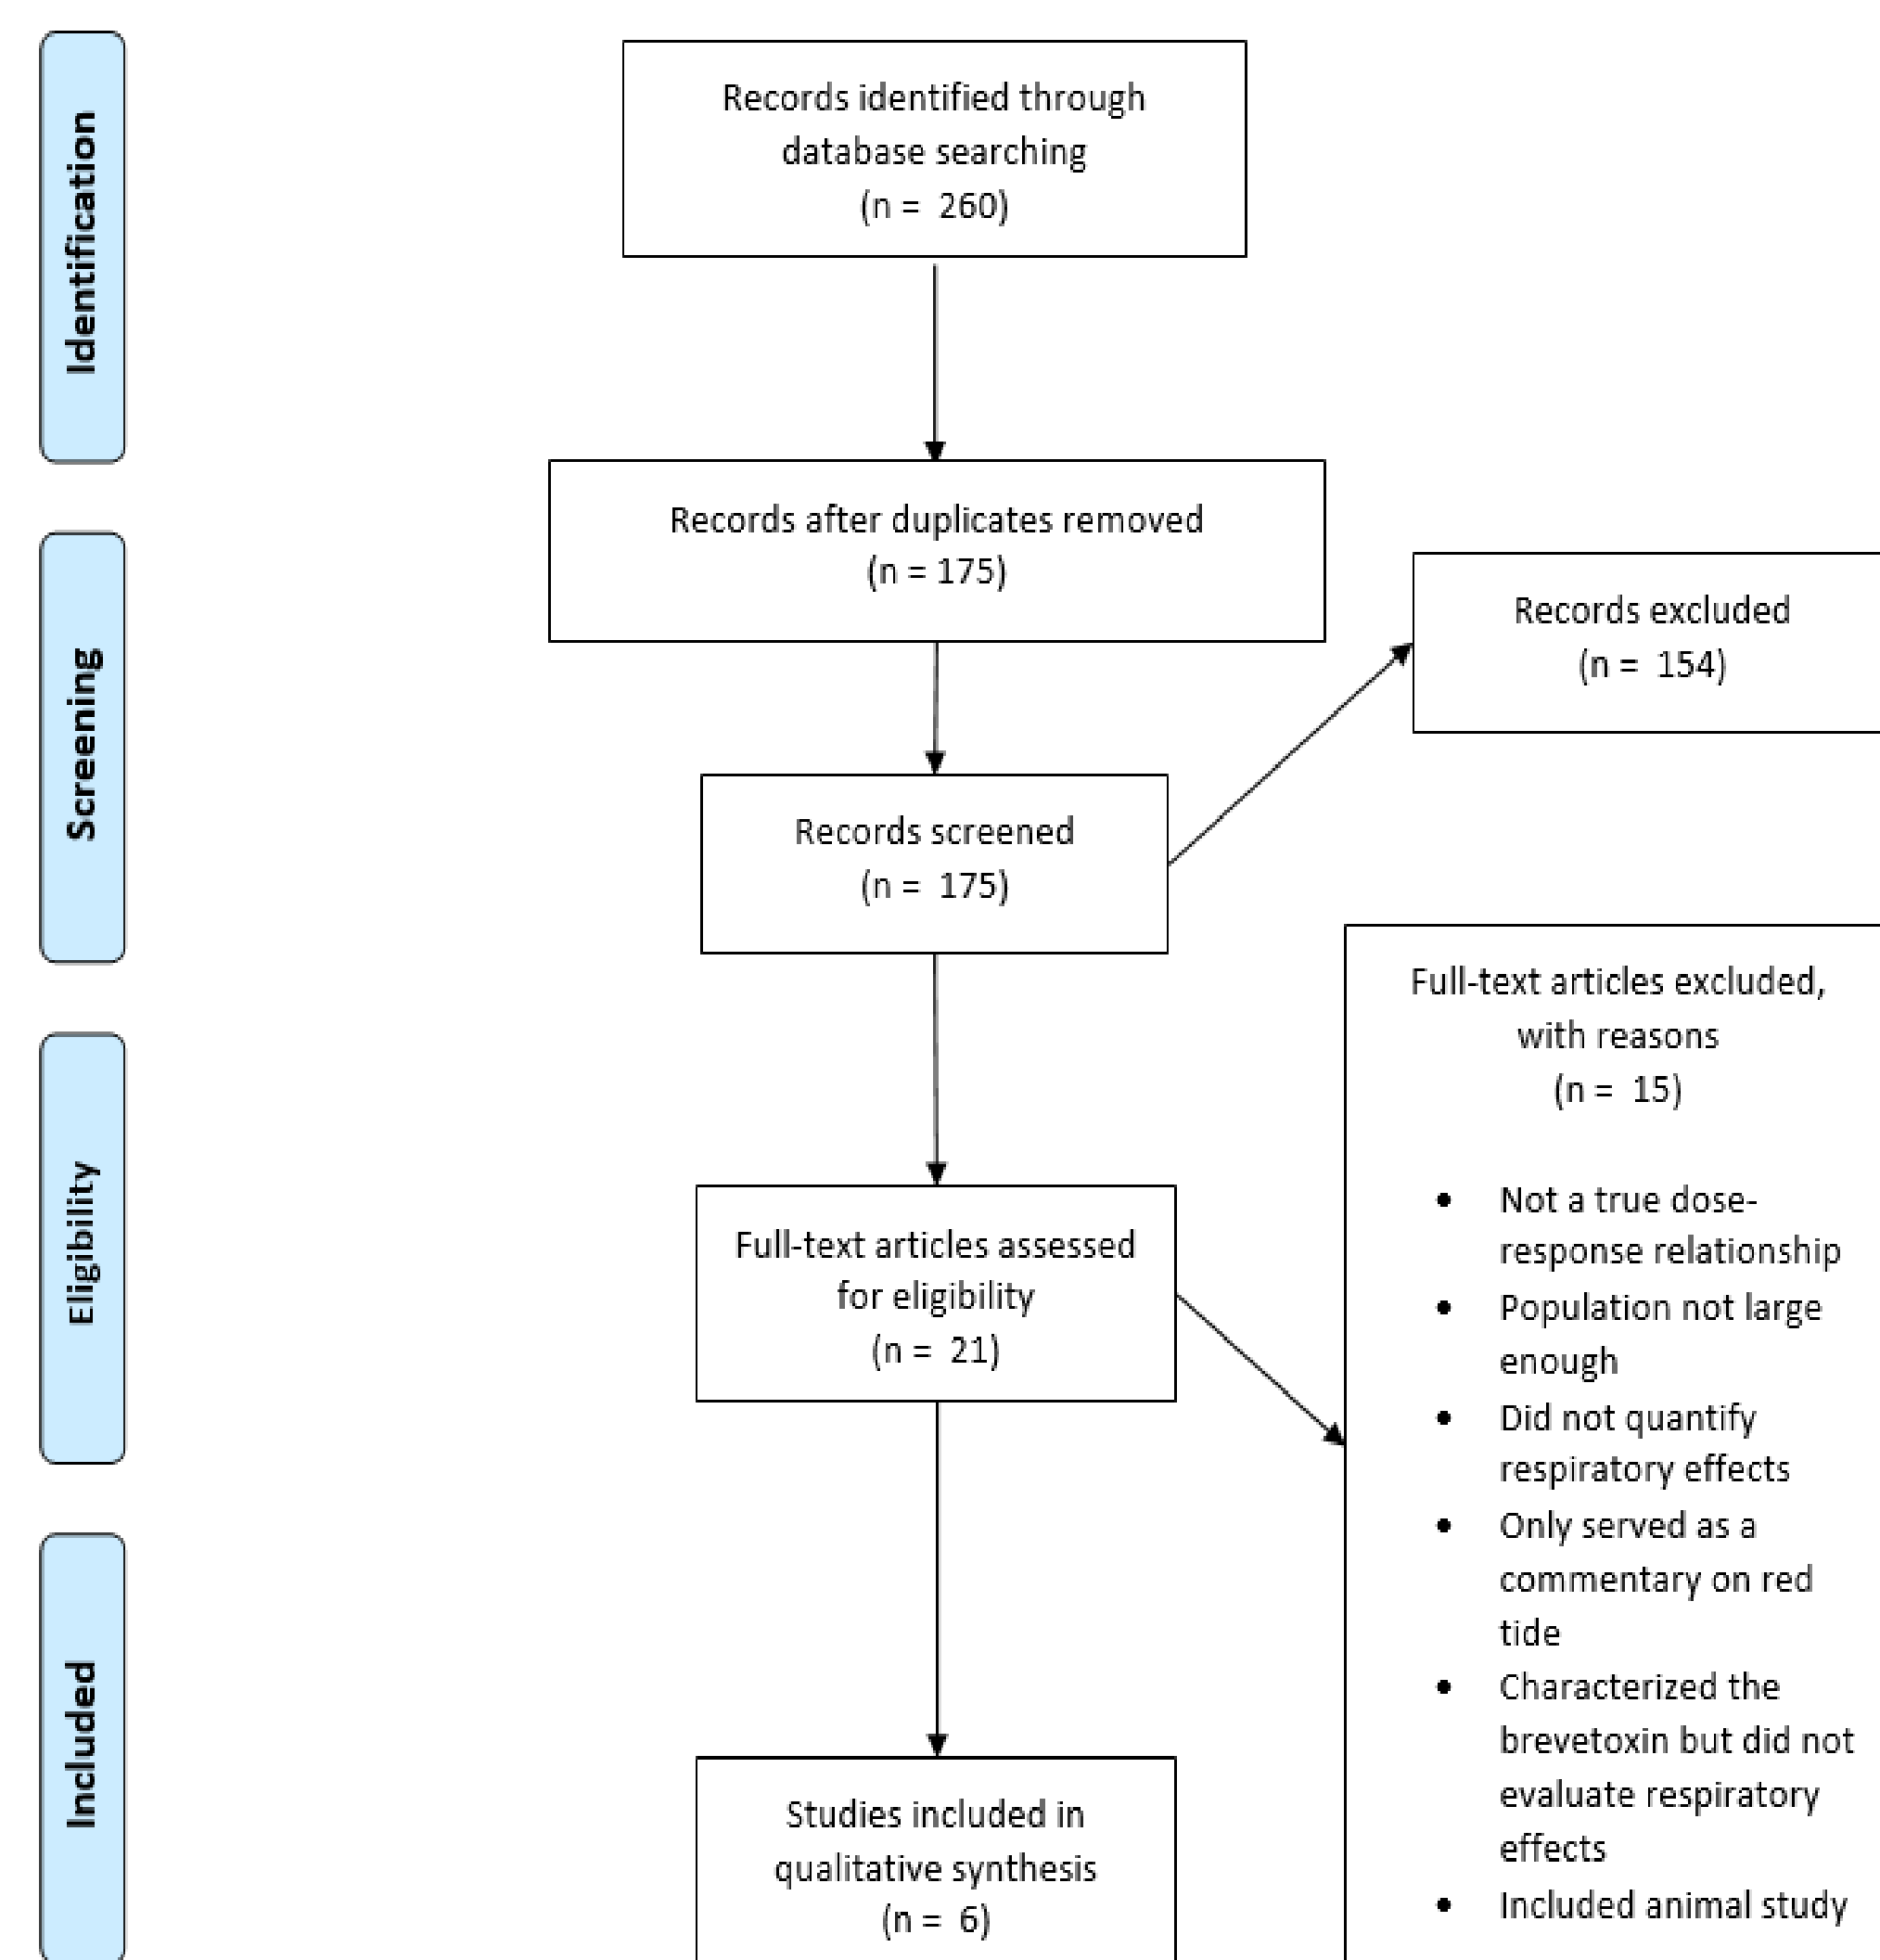 Identification
Records identified through
database searching
(n = 260)
Records after duplicates removed
(n = 175)
Screening
Records excluded
(n = 154)
Records screened
(n = 175)
Eligibility
Full-text articles assessed
for eligibility
(n = 21)
Full-text articles excluded,
with reasons
(n = 15)
• Not a true dose-
response relationship
• Population not large
enough
• Did not quantify
respiratory effects
• Only served as a
commentary on red
tide
• Characterized the
brevetoxin but did not
evaluate respiratory
effects
• Included animal study
Included
Studies included in
qualitative synthesis
(n = 6)